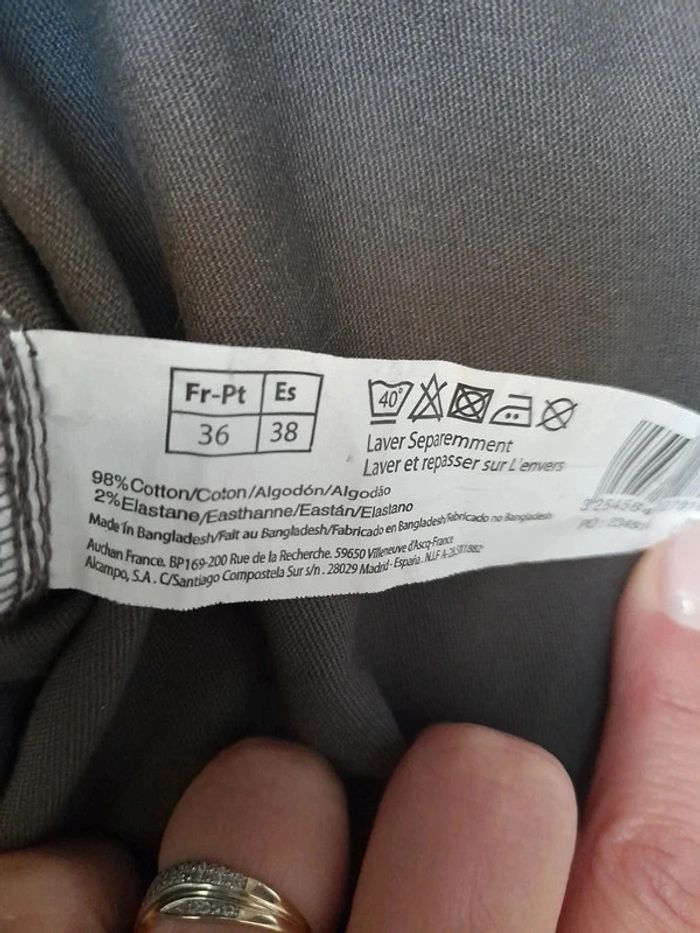 Fr-Pt Es
36 38
40°
Laver Separemment
Laver et repasser sur L'envers
98%Cotton/Coton/Algodón/Algodão
2%Elastane/Easthanne/Eastán/Elastano
Made in Bangladesh/Fait au Bangladesh/Fabricado en Bangladesh/fabricado no Bangladesh
Auchan France. BP169-200 Rue de la Recherche. 59650 Villeneuve d'Ascq-France
Alcampo, S.A. C/Santiago Compostela Sur s/n. 28029 Madrid-España. N.I.F